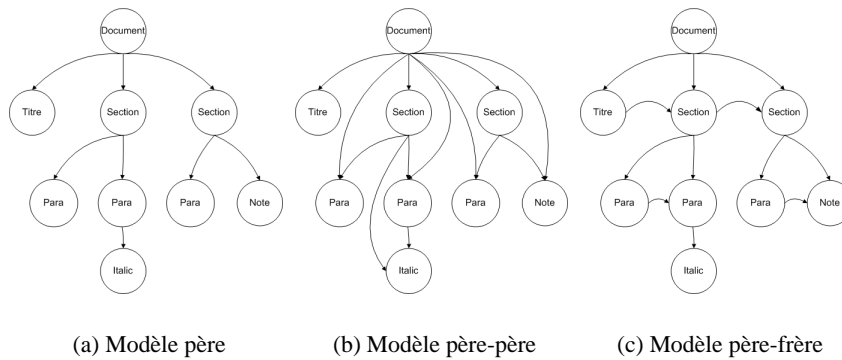 Document Document Document
Titre Section Section Titre Section Section Titre Section Section
Para Para Para Note Para Para Para Note Para Para Para Note
Italic Italic Italic
(a) Modèle père (b) Modèle père-père (c) Modèle père-frère